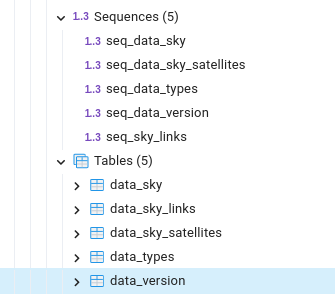 1.3 Sequences (5)
1.3 seq_data_sky
1.3 seq_data_sky_satellites
1.3 seq_data_types
1.3 seq_data_version
1.3 seq_sky_links
Tables (5)
data_sky
data_sky_links
data_sky_satellites
data_types
data_version